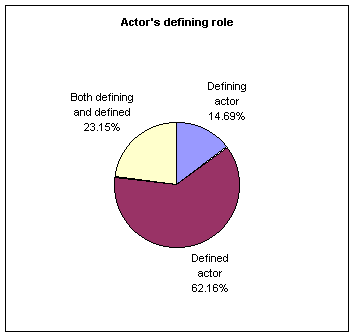 Actor's defining role
Defining
actor
14.69%
Both defining
and defined
23.15%
Defined
actor
62.16%